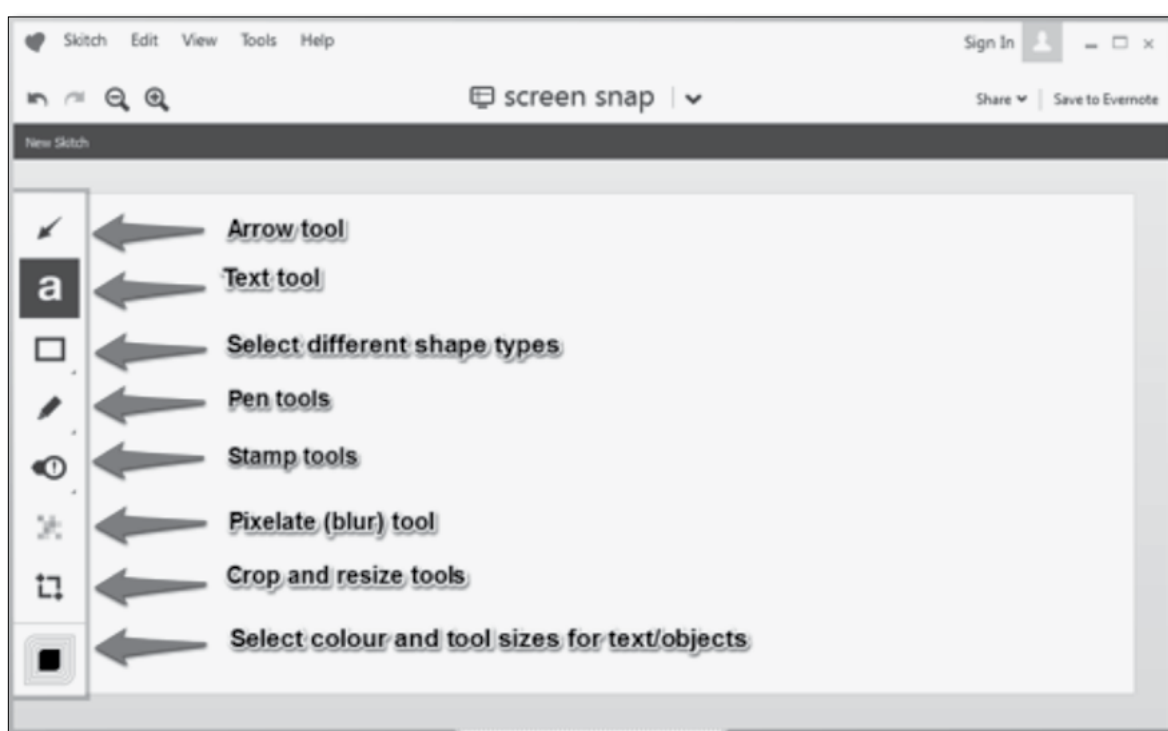 Skitch Edit View Tools Help Sign In
screen snap Share Save to Evernote
New Skitch
Arrow tool
a
Text tool
Select different shape types
Pen tools
Stamp tools
Pixelate (blur) tool
Crop and resize tools
Select colour and tool sizes for text/objects